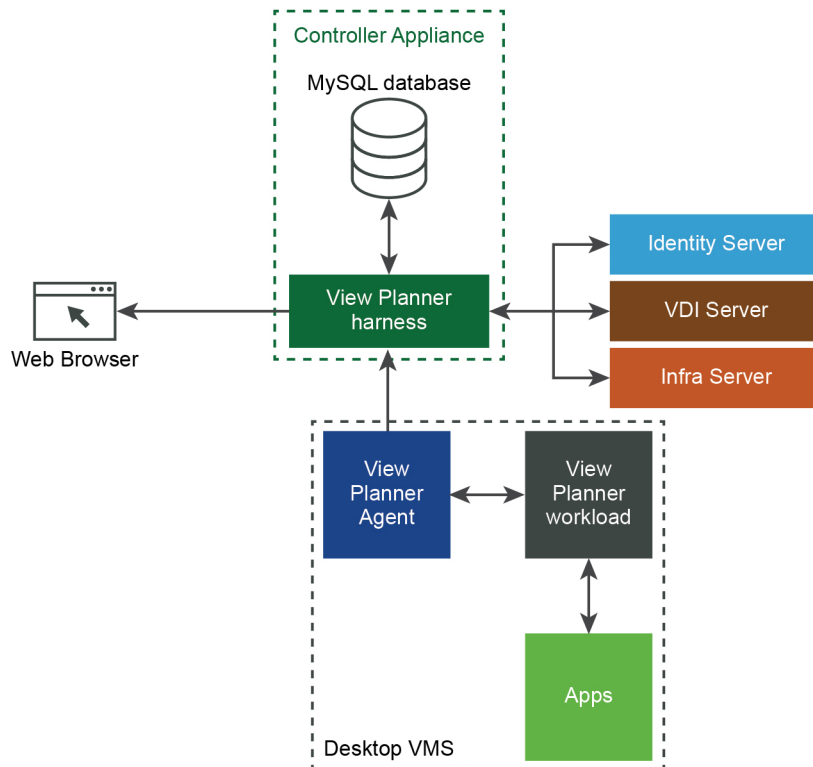 Controller Appliance
MySQL database
Identity Server
View Planner
harness
VDI Server
Web Browser
Infra Server
View
Planner
Agent
View
Planner
workload
Apps
Desktop VMS